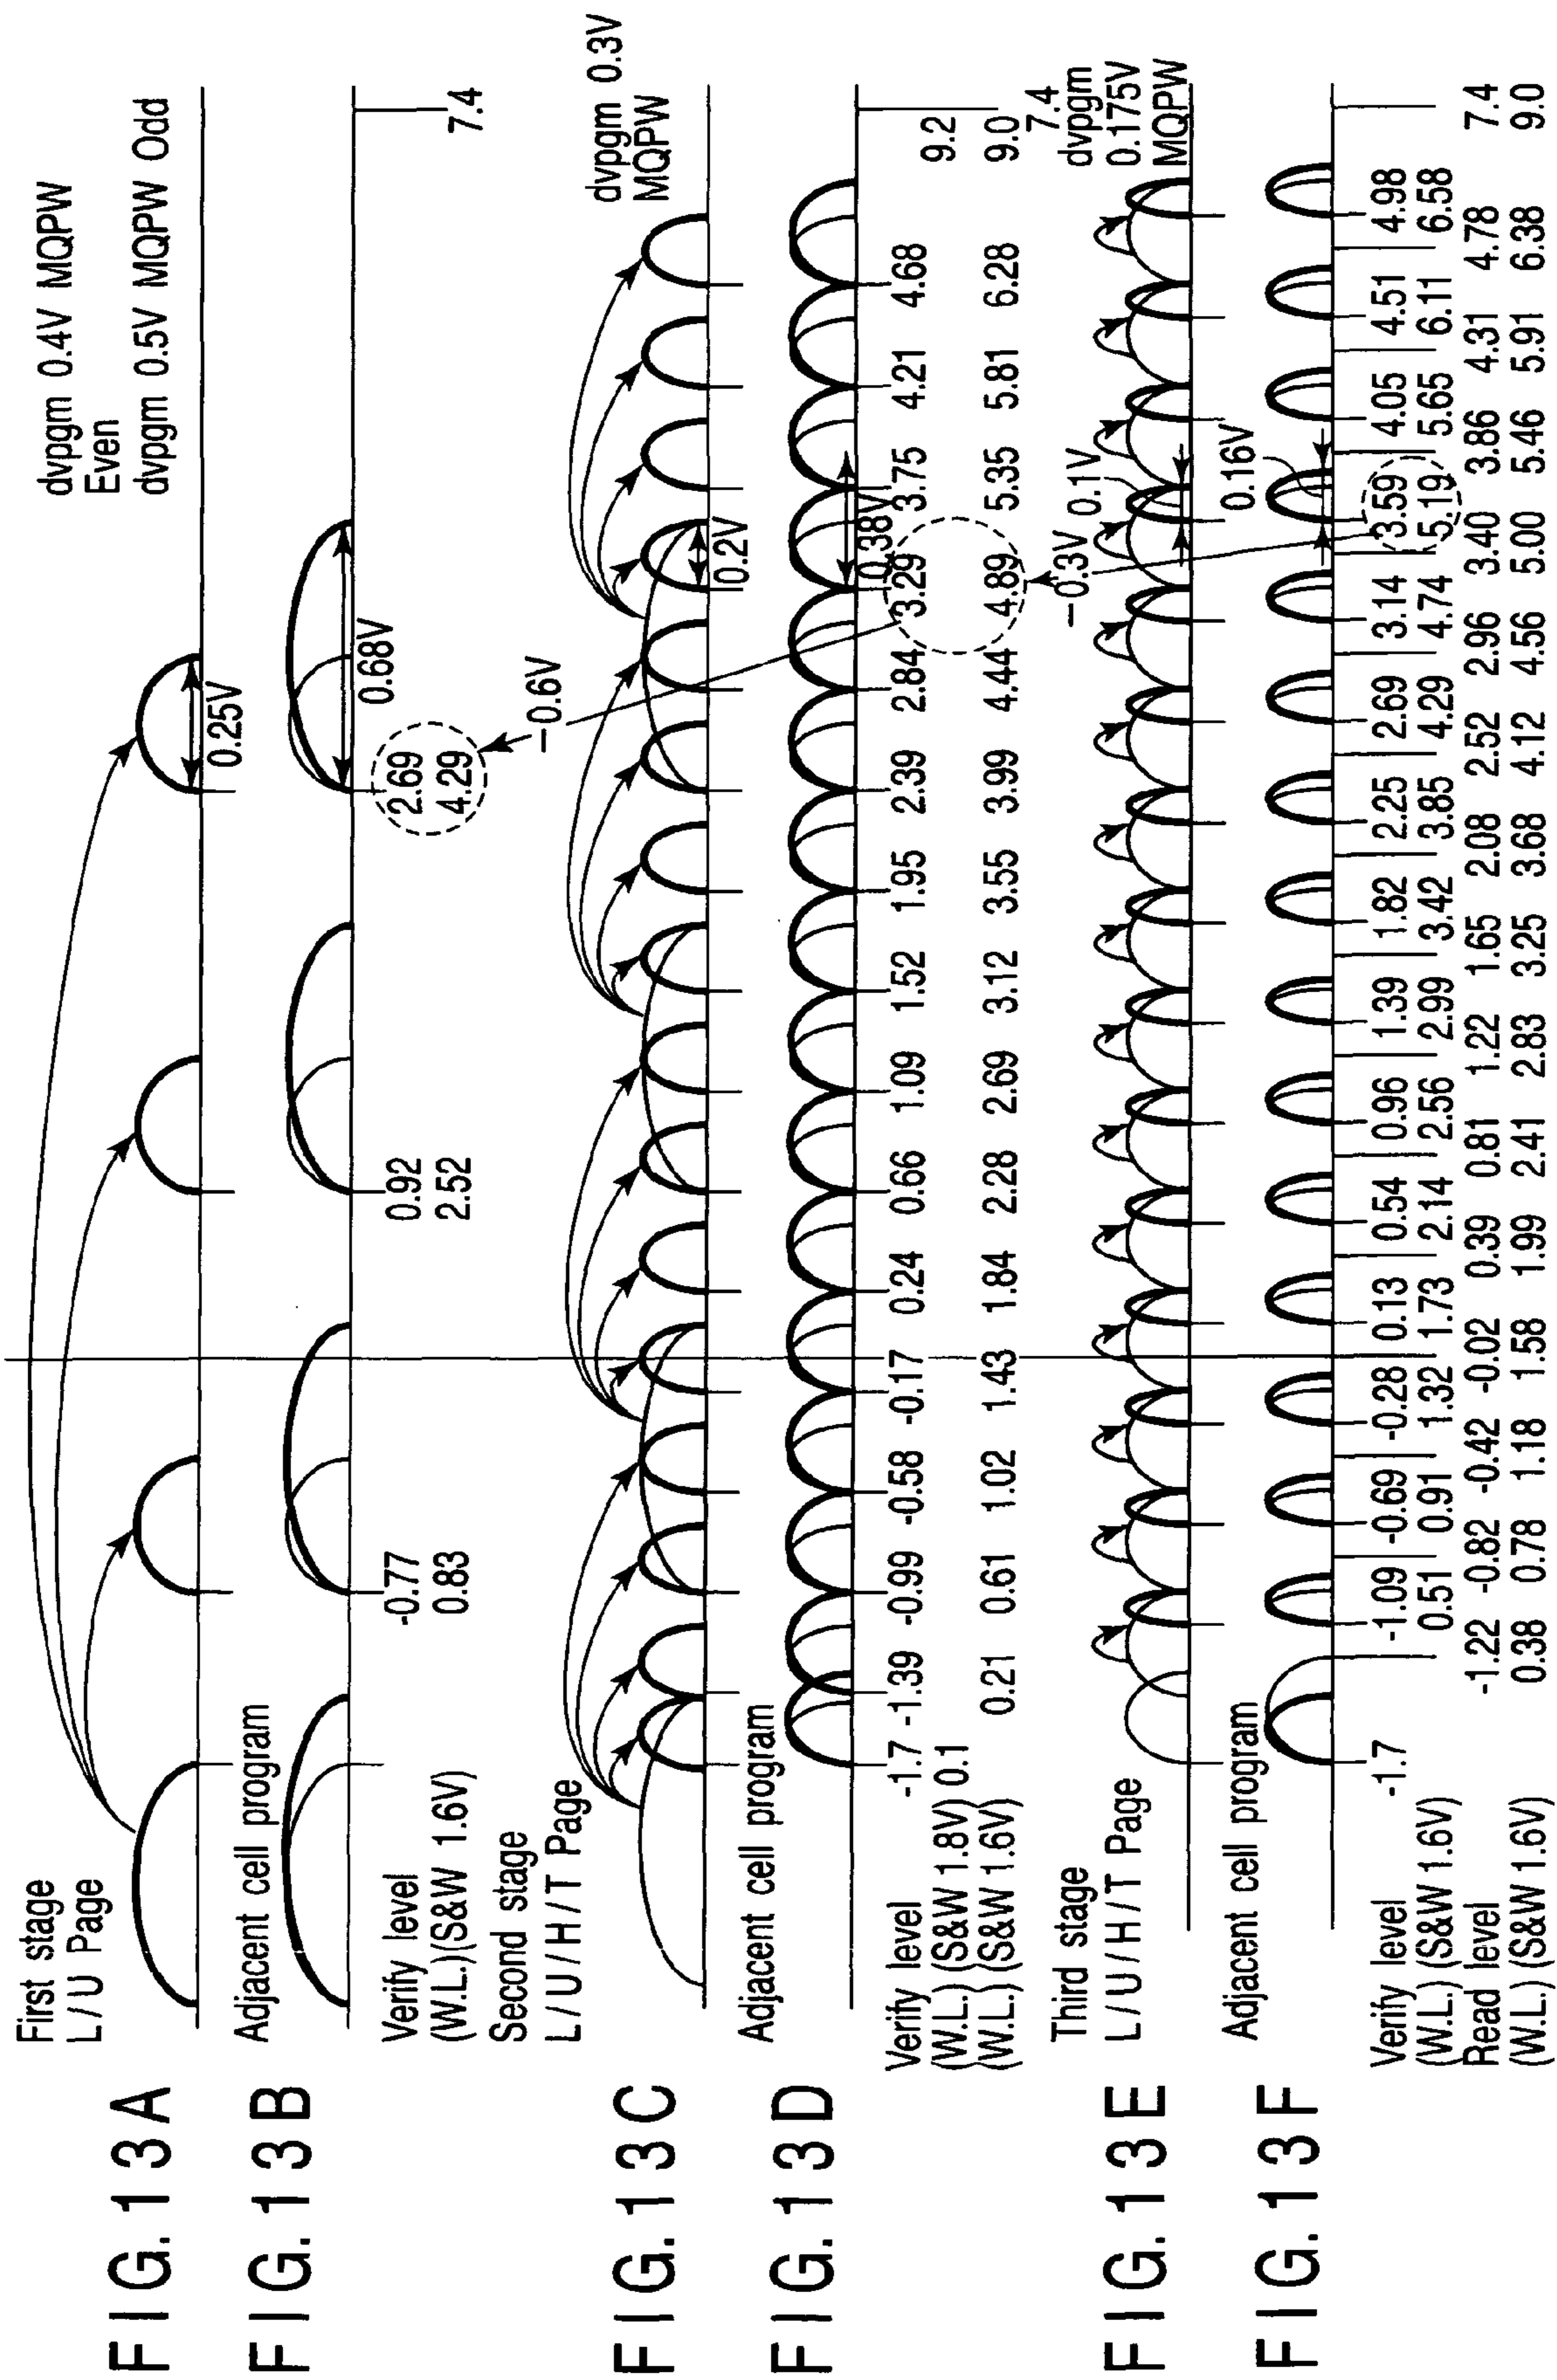 FIG. 13A
First stage
L/U Page
dvpgm 0.4V MQPW
Even
dvpgm 0.5V MQPW Odd
0.25V
FIG. 13B
Adjacent cell program
0.68V
Verify level
(W.L.)(S&W 1.6V)
-0.77 0.92 2.69 7.4
0.83 2.52 4.29
-0.6V
FIG. 13C
Second stage
L/U/H/T Page
dvpgm 0.3V
MQPW
0.2V
FIG. 13D
Adjacent cell program
0.38V
Verify level
-1.7 -1.39 -0.99 -0.58 -0.17 0.24 0.66 1.09 1.52 1.95 2.39 2.84 3.29 3.75 4.21 4.68
(W.L.)(S&W 1.8V) 0.1 9.2
(W.L.)(S&W 1.6V) 0.21 0.61 1.02 1.43 1.84 2.28 2.69 3.12 3.55 3.99 4.44 4.89 5.35 5.81 6.28 9.0
7.4
-0.3V
FIG. 13E
Third stage
L/U/H/T Page
dvpgm
0.175V
MQPW
0.1V
FIG. 13F
Adjacent cell program
0.16V
Verify level
-1.7 -1.09 -0.69 -0.28 0.13 0.54 0.96 1.39 1.82 2.25 2.69 3.14 3.59 4.05 4.51 4.98
(W.L.)(S&W 1.6V) 0.51 0.91 1.32 1.73 2.14 2.56 2.99 3.42 3.85 4.29 4.74 5.19 5.65 6.11 6.58
Read level -1.22 -0.82 -0.42 -0.02 0.39 0.81 1.22 1.65 2.08 2.52 2.96 3.40 3.86 4.31 4.78 7.4
(W.L.)(S&W 1.6V) 0.38 0.78 1.18 1.58 1.99 2.41 2.83 3.25 3.68 4.12 4.56 5.00 5.46 5.91 6.38 9.0